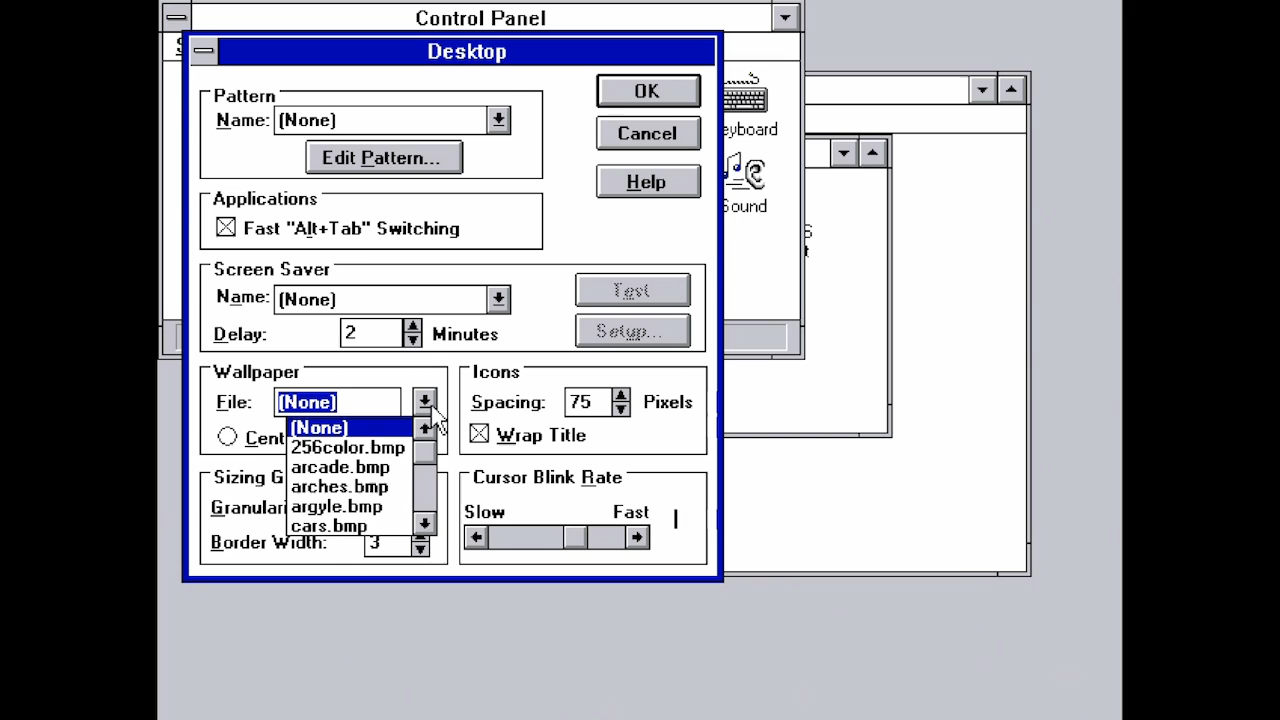 Control Panel
Desktop
Pattern
Name: (None)
Edit Pattern...
OK
Cancel
Help
Applications
Fast "Alt+Tab" Switching
Screen Saver
Name: (None)
Delay: 2 Minutes
Test
Setup...
Wallpaper
File: (None)
(None)
256color.bmp
arcade.bmp
arches.bmp
argyle.bmp
cars.bmp
Icons
Spacing: 75 Pixels
Wrap Title
Border Width: 3
Cursor Blink Rate
Slow Fast
Sound